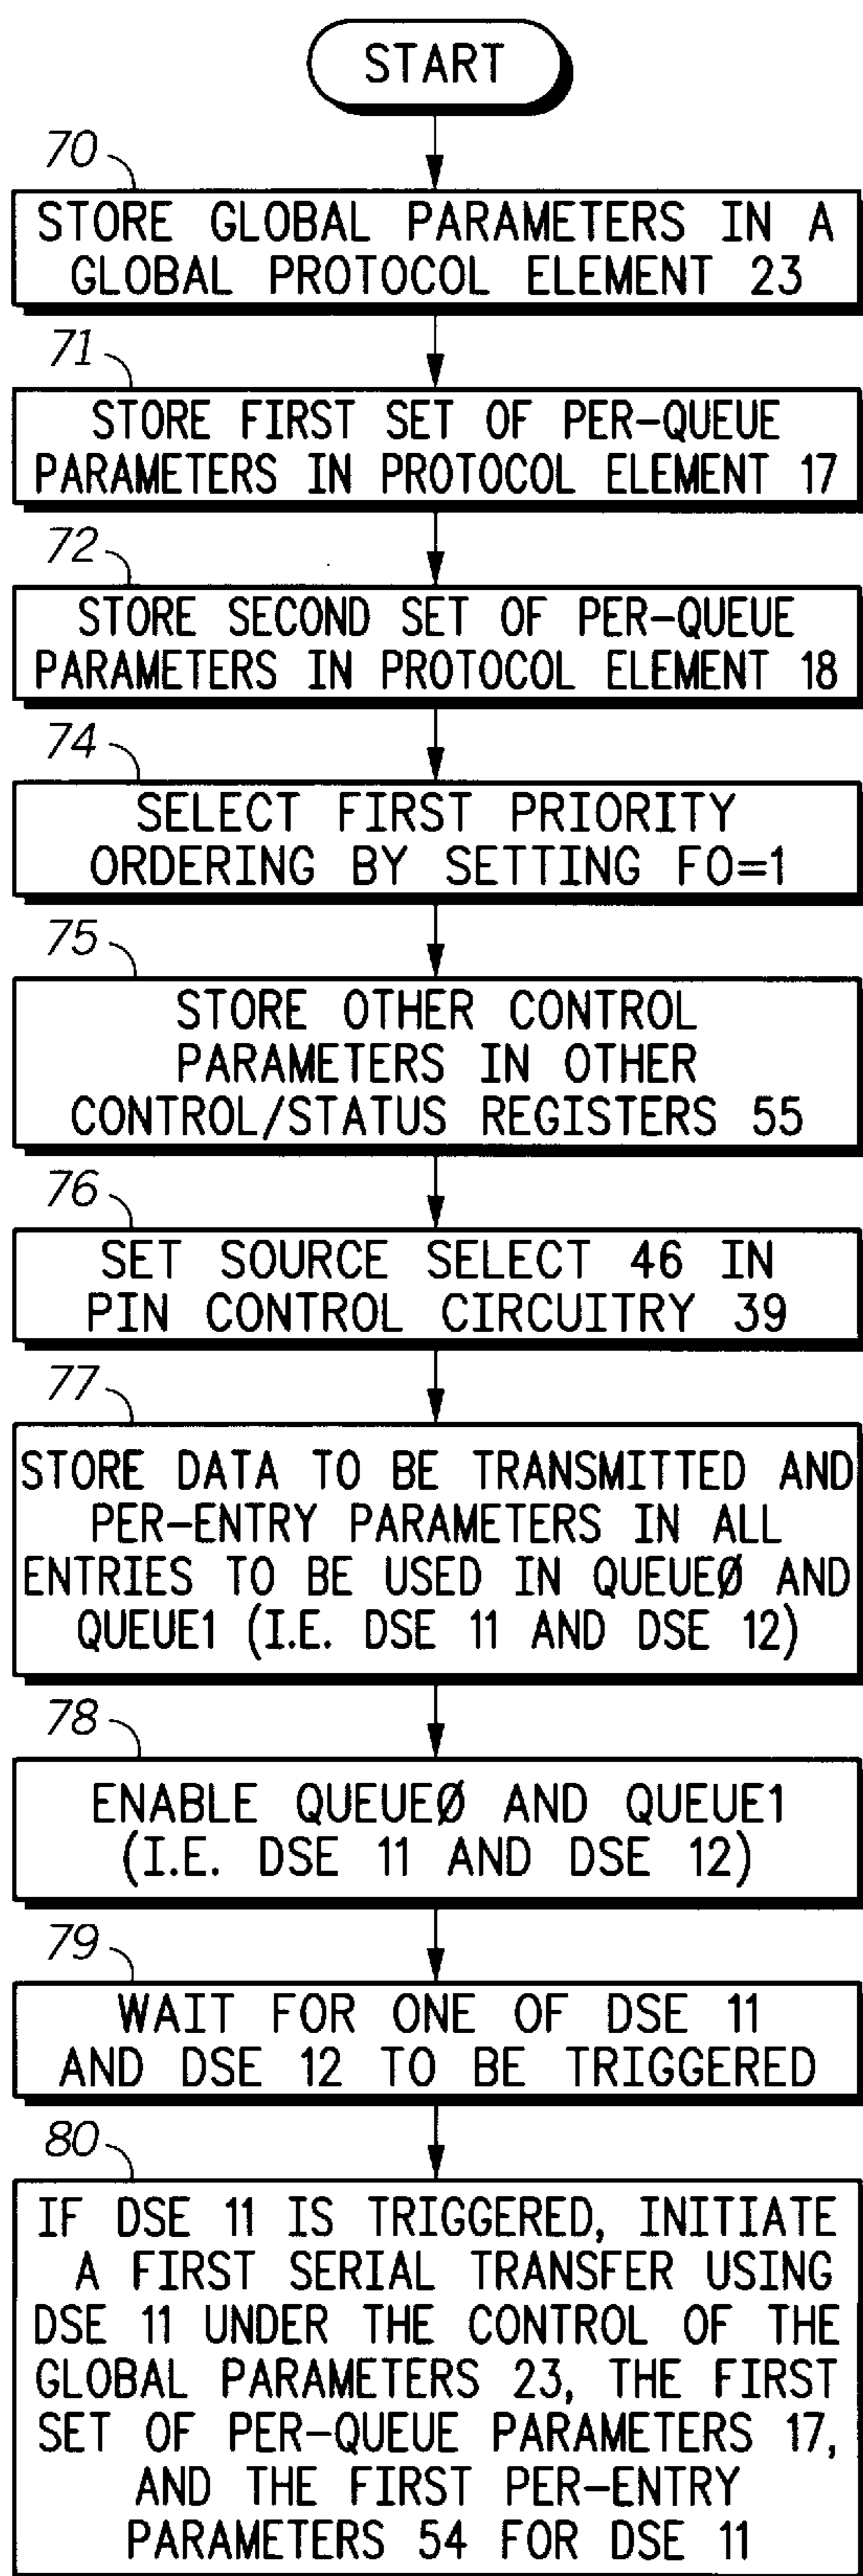 START
70
STORE GLOBAL PARAMETERS IN A
GLOBAL PROTOCOL ELEMENT 23
71
STORE FIRST SET OF PER-QUEUE
PARAMETERS IN PROTOCOL ELEMENT 17
72
STORE SECOND SET OF PER-QUEUE
PARAMETERS IN PROTOCOL ELEMENT 18
74
SELECT FIRST PRIORITY
ORDERING BY SETTING FO=1
75
STORE OTHER CONTROL
PARAMETERS IN OTHER
CONTROL/STATUS REGISTERS 55
76
SET SOURCE SELECT 46 IN
PIN CONTROL CIRCUITRY 39
77
STORE DATA TO BE TRANSMITTED AND
PER-ENTRY PARAMETERS IN ALL
ENTRIES TO BE USED IN QUEUEØ AND
QUEUE1 (I.E. DSE 11 AND DSE 12)
78
ENABLE QUEUEØ AND QUEUE1
(I.E. DSE 11 AND DSE 12)
79
WAIT FOR ONE OF DSE 11
AND DSE 12 TO BE TRIGGERED
80
IF DSE 11 IS TRIGGERED, INITIATE
A FIRST SERIAL TRANSFER USING
DSE 11 UNDER THE CONTROL OF THE
GLOBAL PARAMETERS 23, THE FIRST
SET OF PER-QUEUE PARAMETERS 17,
AND THE FIRST PER-ENTRY
PARAMETERS 54 FOR DSE 11